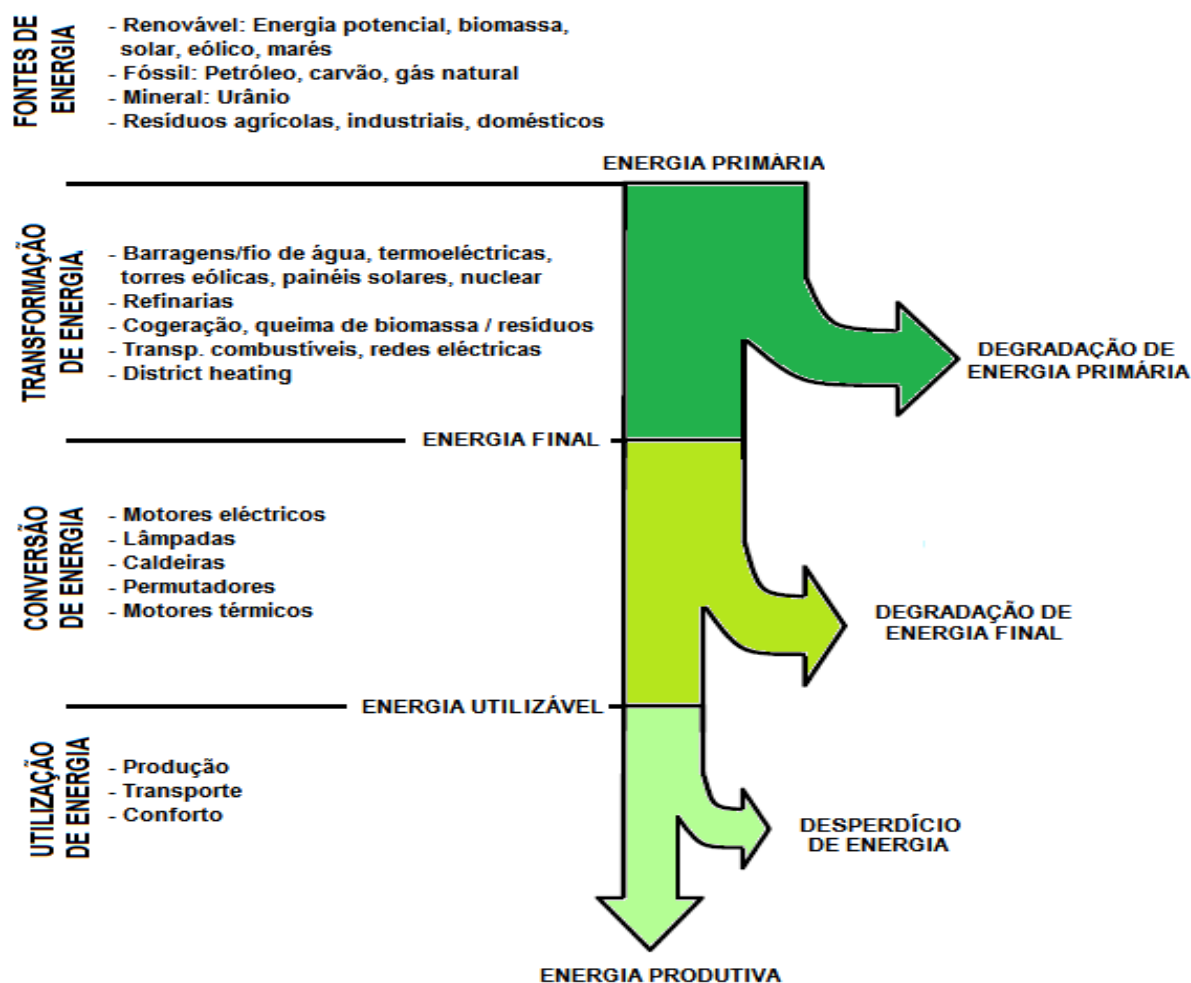 FONTES DE
ENERGIA
- Renovável: Energia potencial, biomassa,
solar, eólico, marés
- Fóssil: Petróleo, carvão, gás natural
- Mineral: Urânio
- Resíduos agrícolas, industriais, domésticos
ENERGIA PRIMÁRIA
TRANSFORMAÇÃO
DE ENERGIA
- Barragens/fio de água, termoeléctricas,
torres eólicas, painéis solares, nuclear
- Refinarias
- Cogeração, queima de biomassa / resíduos
- Transp. combustíveis, redes eléctricas
- District heating
DEGRADAÇÃO DE
ENERGIA PRIMÁRIA
ENERGIA FINAL
CONVERSÃO
DE ENERGIA
- Motores eléctricos
- Lâmpadas
- Caldeiras
- Permutadores
- Motores térmicos
DEGRADAÇÃO DE
ENERGIA FINAL
ENERGIA UTILIZÁVEL
UTILIZAÇÃO
DE ENERGIA
- Produção
- Transporte
- Conforto
DESPERDÍCIO
DE ENERGIA
ENERGIA PRODUTIVA